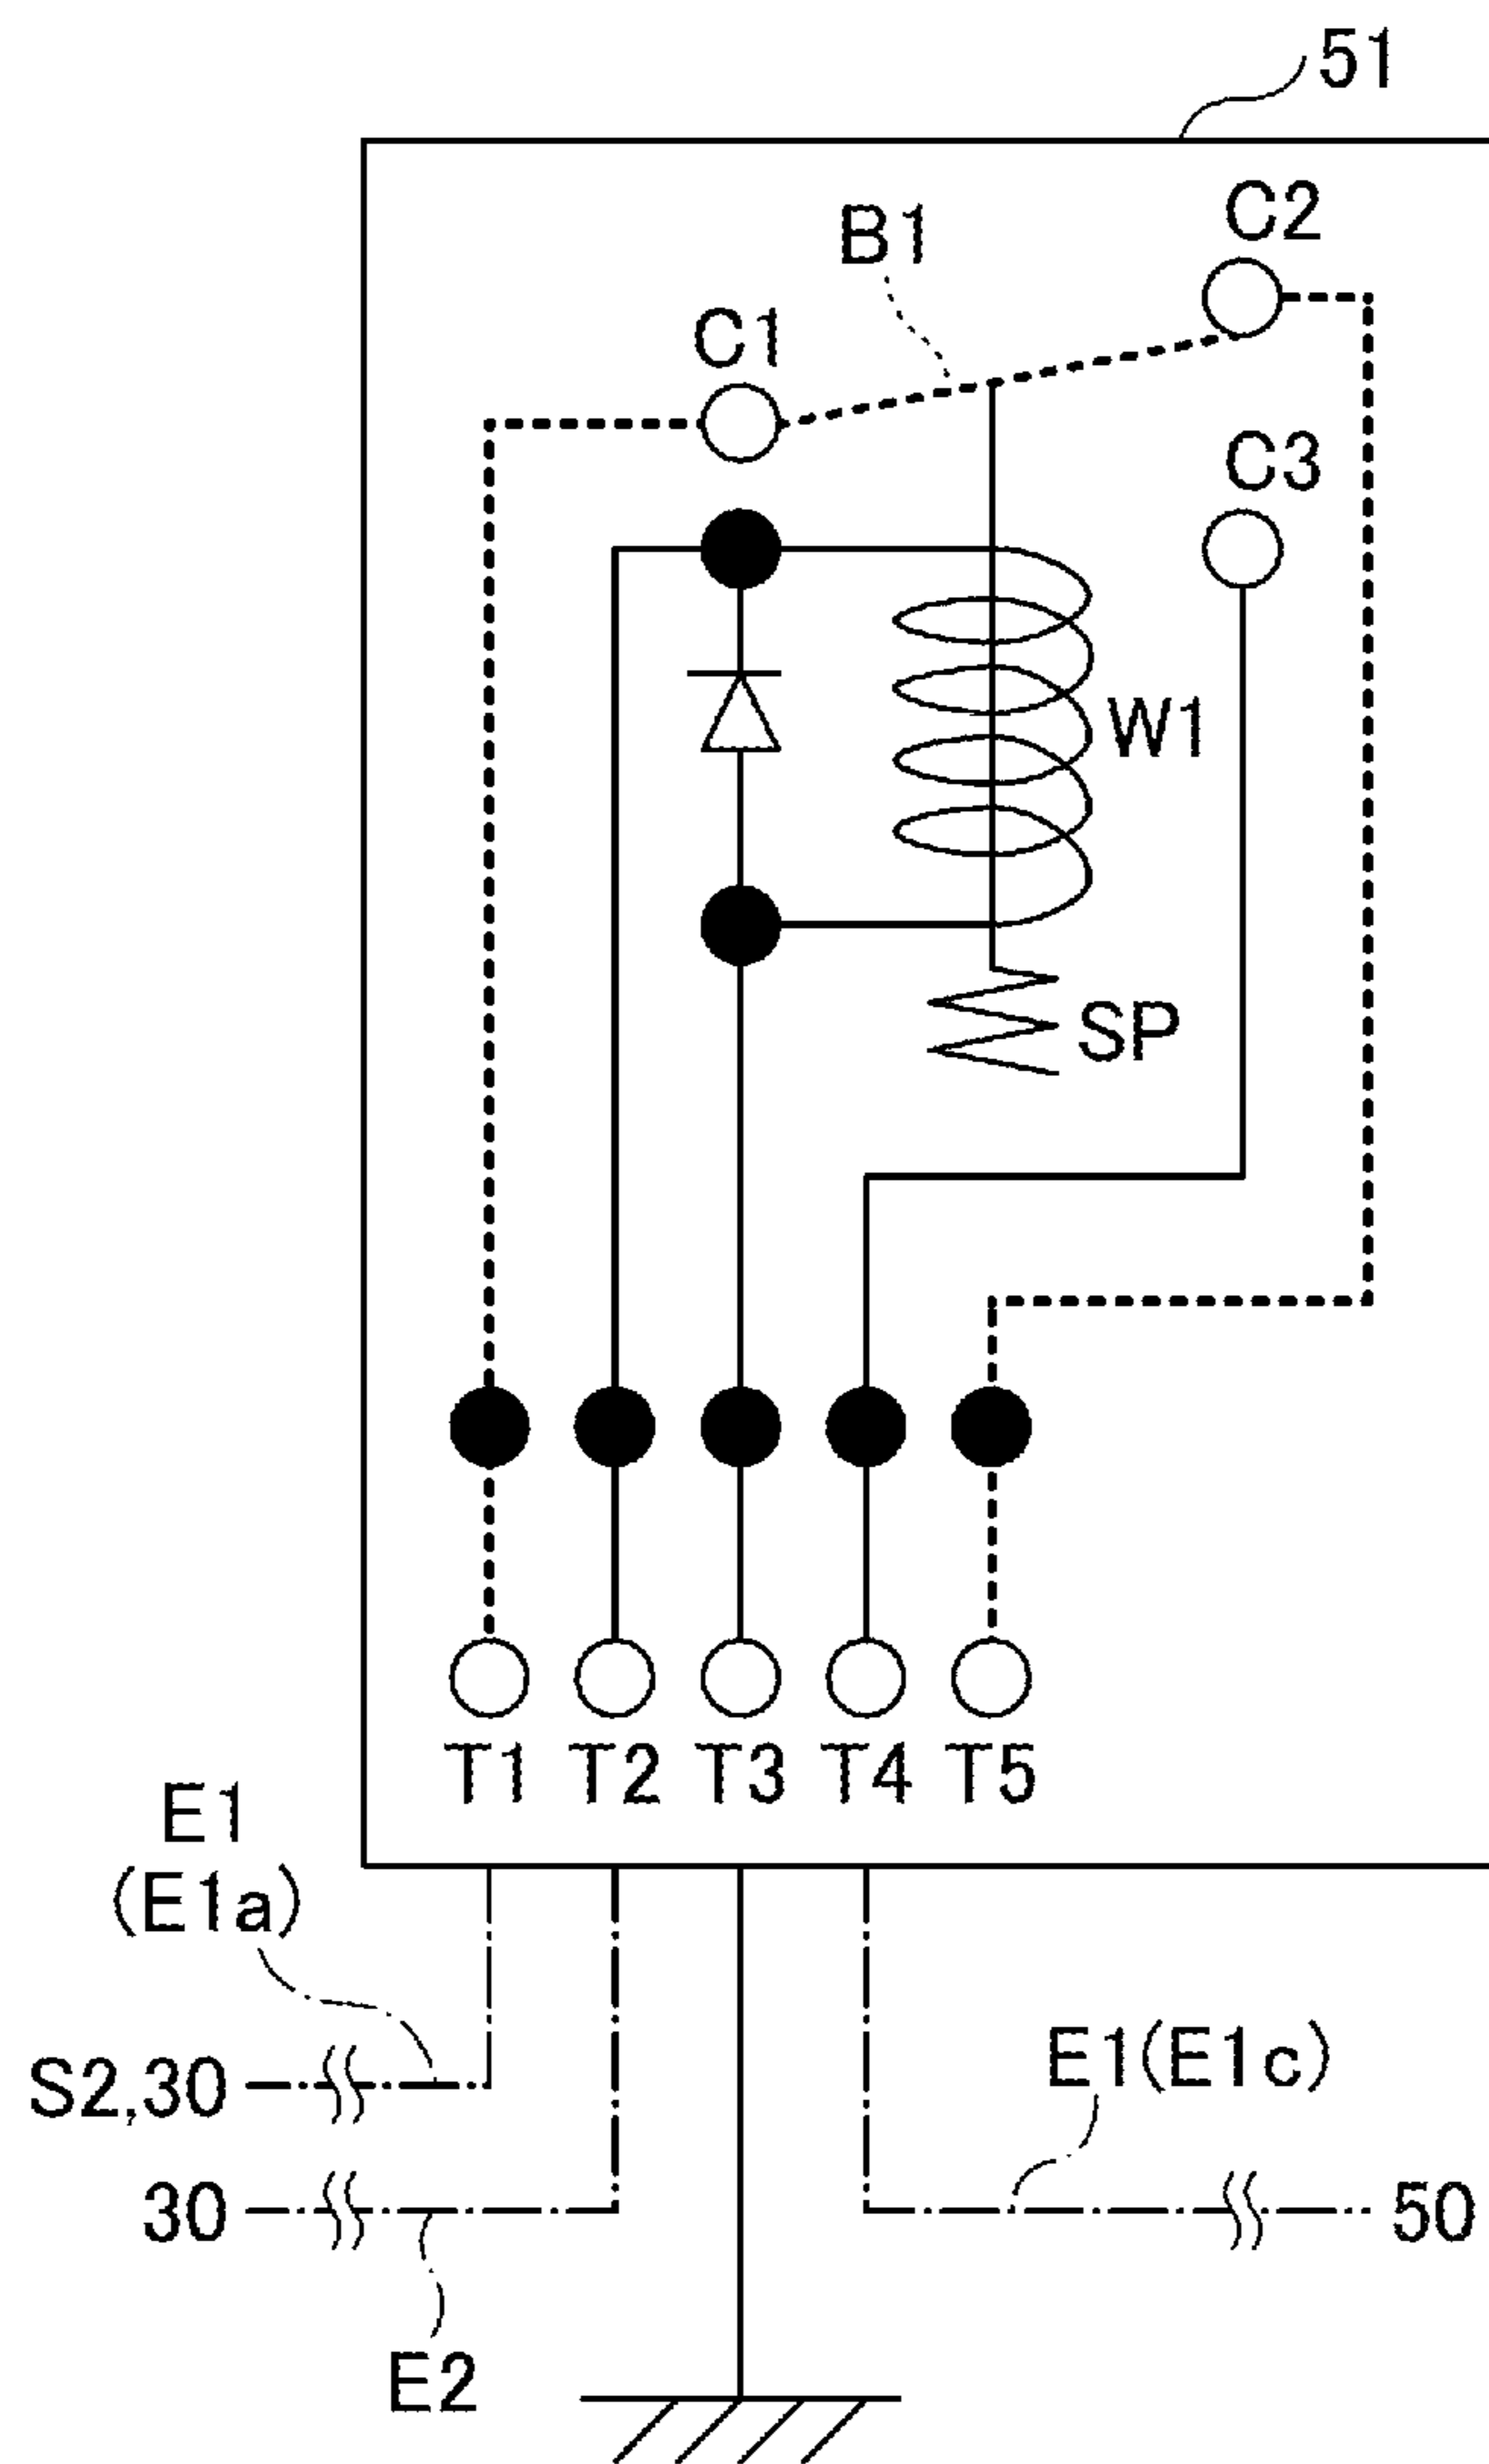 51
C2
B1
C1
C3
W1
SP
T1 T2 T3 T4 T5
E1
(E1a)
E1(E1c)
S2,30
30
50
E2